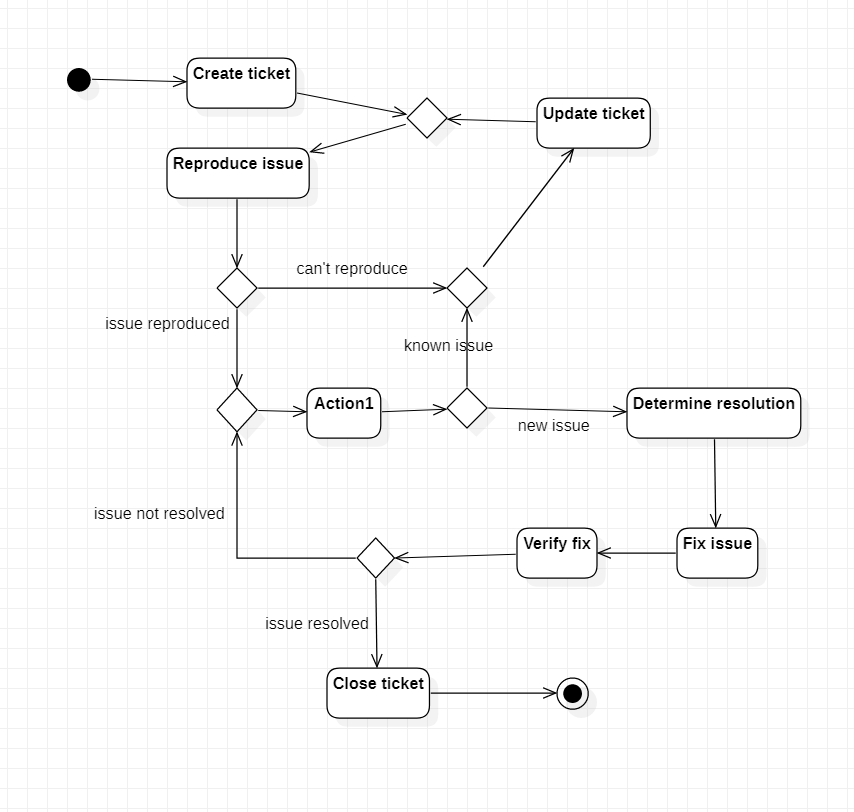 Create ticket
Update ticket
Reproduce issue
can't reproduce
issue reproduced
known issue
Action1
Determine resolution
new issue
issue not resolved
Verify fix
Fix issue
issue resolved
Close ticket